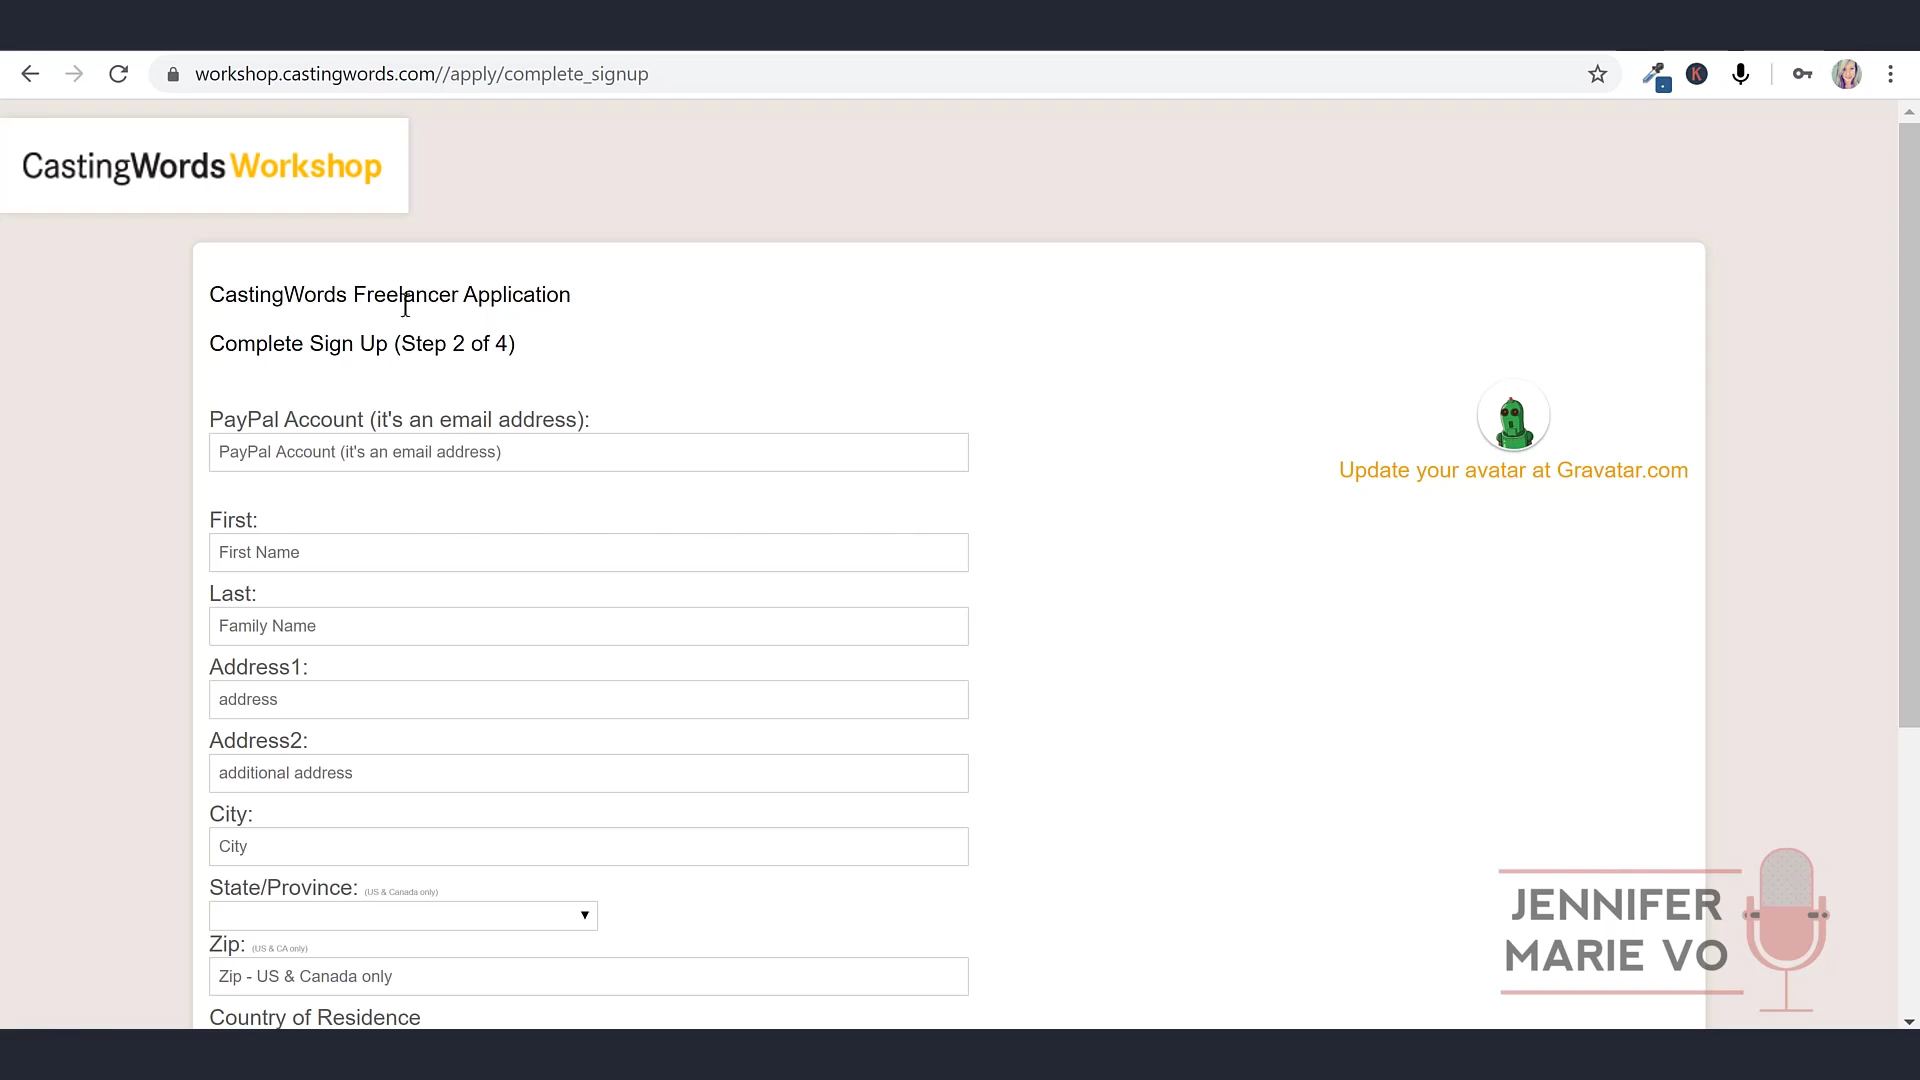 workshop.castingwords.com//apply/complete_signup
K
CastingWords Workshop
CastingWords Freelancer Application
Complete Sign Up (Step 2 of 4)
PayPal Account (it's an email address):
PayPal Account (it's an email address)
Update your avatar at Gravatar.com
First:
First Name
Last:
Family Name
Address1:
address
Address2:
additional address
City:
City
State/Province: (US & Canada only)
Zip: (US & CA only)
Zip - US & Canada only
Country of Residence
JENNIFER
MARIE VO